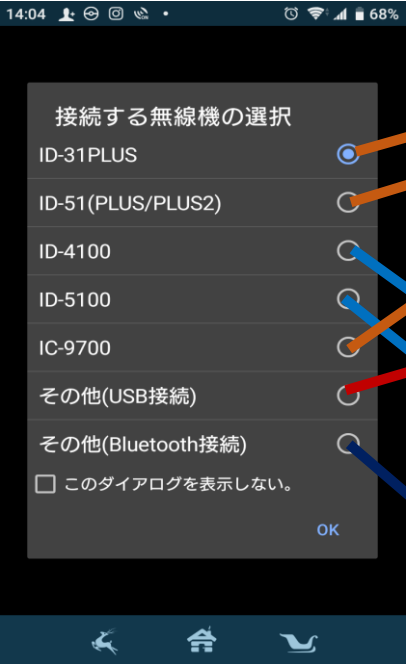 14:04
68%
接続する無線機の選択
ID-31PLUS
ID-51(PLUS/PLUS2)
ID-4100
ID-5100
IC-9700
その他(USB接続)
その他(Bluetooth接続)
このダイアログを表示しない。
OK